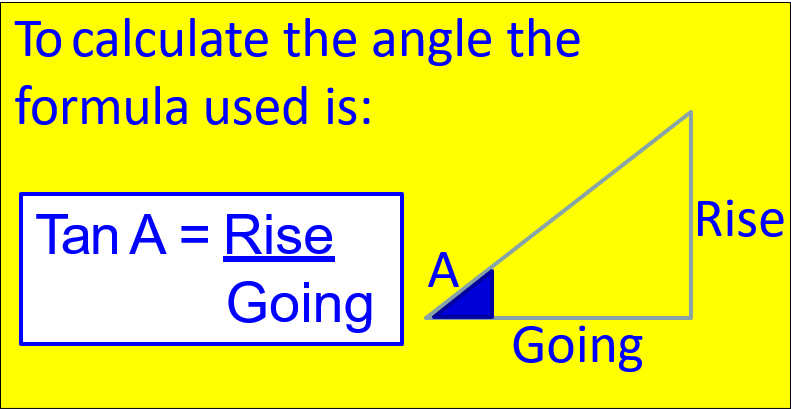 To calculate the angle the
formula used is:
Tan A = Rise
Going
A
Rise
Going